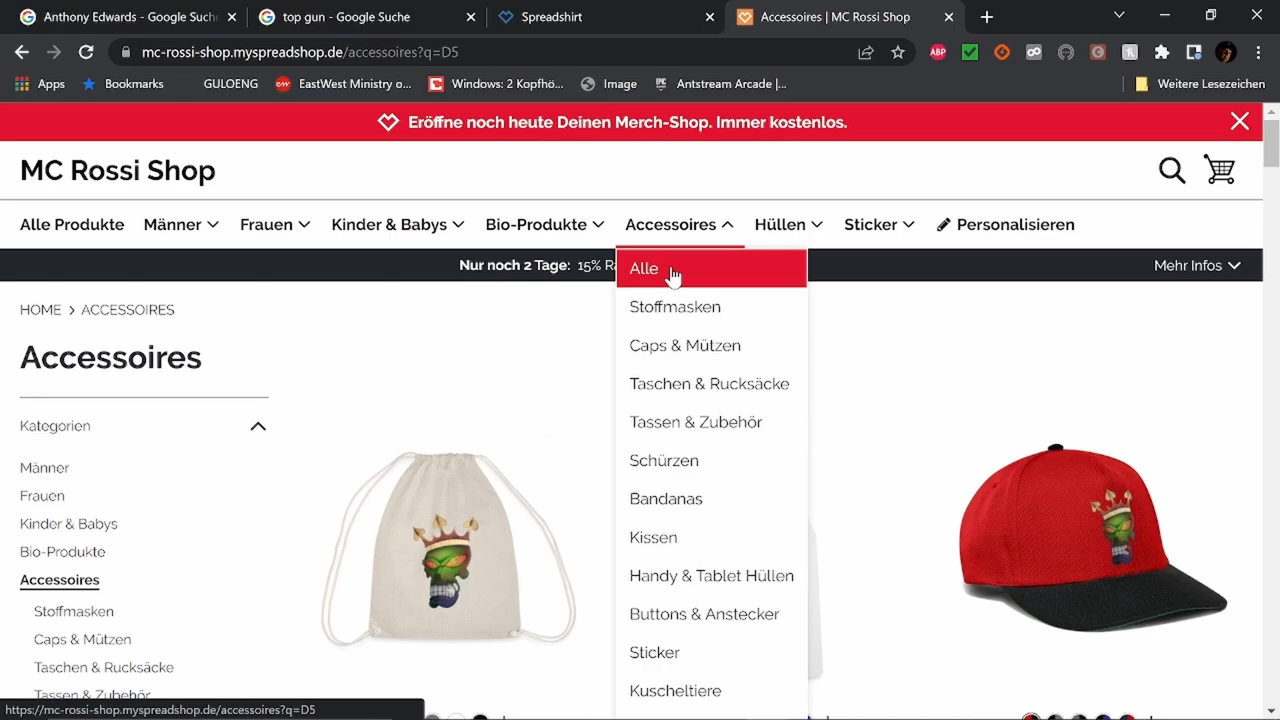 Anthony Edwards - Google Suche
top gun - Google Suche
Spreadshirt
Accessoires | MC Rossi Shop
mc-rossi-shop.myspreadshop.de/accessoires?q=D5
ABP
Apps
Bookmarks
GULOENG
EastWest Ministry o...
Windows: 2 Kopfhö...
Image
Antstream Arcade |...
Weitere Lesezeichen
Eröffne noch heute Deinen Merch-Shop. Immer kostenlos.
MC Rossi Shop
Alle Produkte
Männer
Frauen
Kinder & Babys
Bio-Produkte
Accessoires
Hüllen
Sticker
Personalisieren
Nur noch 2 Tage: 15% Ra
Mehr Infos
Alle
Stoffmasken
Caps & Mützen
Taschen & Rucksäcke
Tassen & Zubehör
Schürzen
Bandanas
Kissen
Handy & Tablet Hüllen
Buttons & Anstecker
Sticker
Kuscheltiere
HOME > ACCESSOIRES
Accessoires
Kategorien
Männer
Frauen
Kinder & Babys
Bio-Produkte
Accessoires
Stoffmasken
Caps & Mützen
Taschen & Rucksäcke
Tassen & Zubehör
https://mc-rossi-shop.myspreadshop.de/accessoires?q=D5